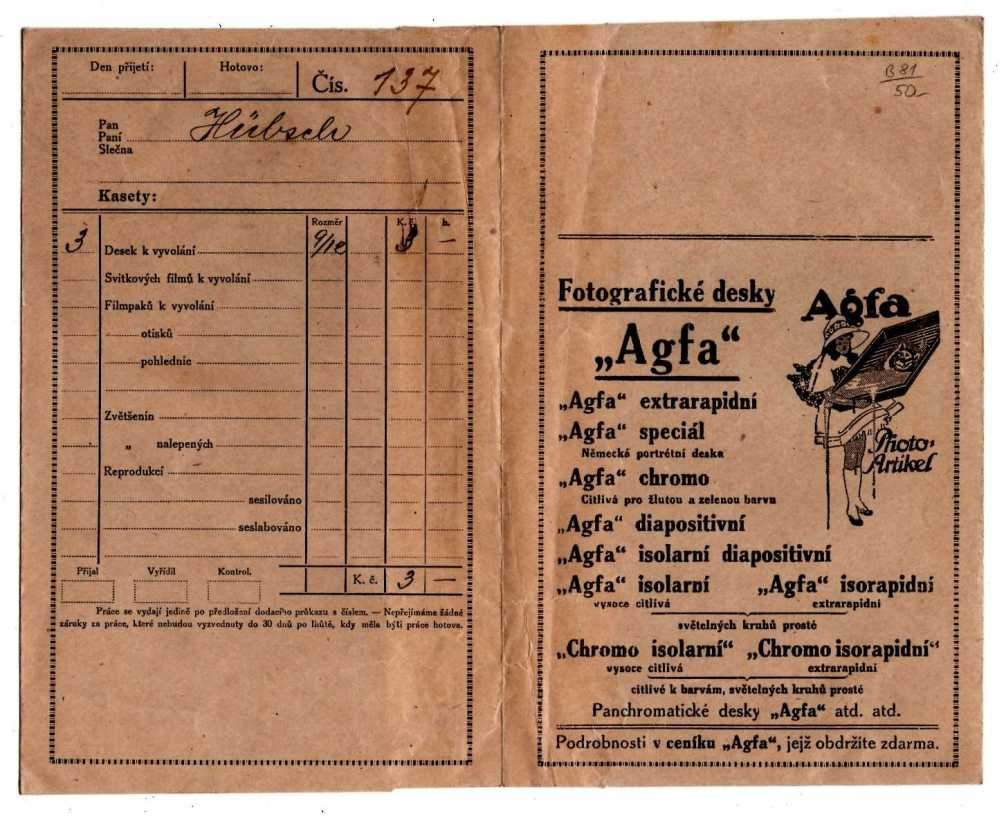 Den přijetí:
Hotovo:
Čís. 137
Pan
Paní
Slečna
Hübsch
Kasety:
Rozměr
K. č.
h.
3 Desek k vyvolání 9/12 3 —
Svitkových filmů k vyvolání
Filmpaků k vyvolání
otisků
pohlednic
Zvětšenin
„ nalepených
Reprodukcí
sesilováno
seslabováno
Přijal
Vyřídil
Kontrol.
K. č. 3 —
Práce se vydají jedině po předložení dodacího průkazu s číslem. — Nepřejímáme žádné
záruky za práce, které nebudou vyzvednuty do 30 dnů po lhůtě, kdy měla býti práce hotova.
B 81
50.-
Fotografické desky
„Agfa“
Agfa
Photo-
Artikel
„Agfa“ extrarapidní
„Agfa“ speciál
Německá portrétní deska
„Agfa“ chromo
Citlivá pro žlutou a zelenou barvu
„Agfa“ diapositivní
„Agfa“ isolarní diapositivní
„Agfa“ isolarní „Agfa“ isorapidní
vysoce citlivá extrarapidní
světelných kruhů prosté
„Chromo isolarní“ „Chromo isorapidní“
vysoce citlivá extrarapidní
citlivé k barvám, světelných kruhů prosté
Panchromatické desky „Agfa“ atd. atd.
Podrobnosti v ceníku „Agfa“, jejž obdržíte zdarma.